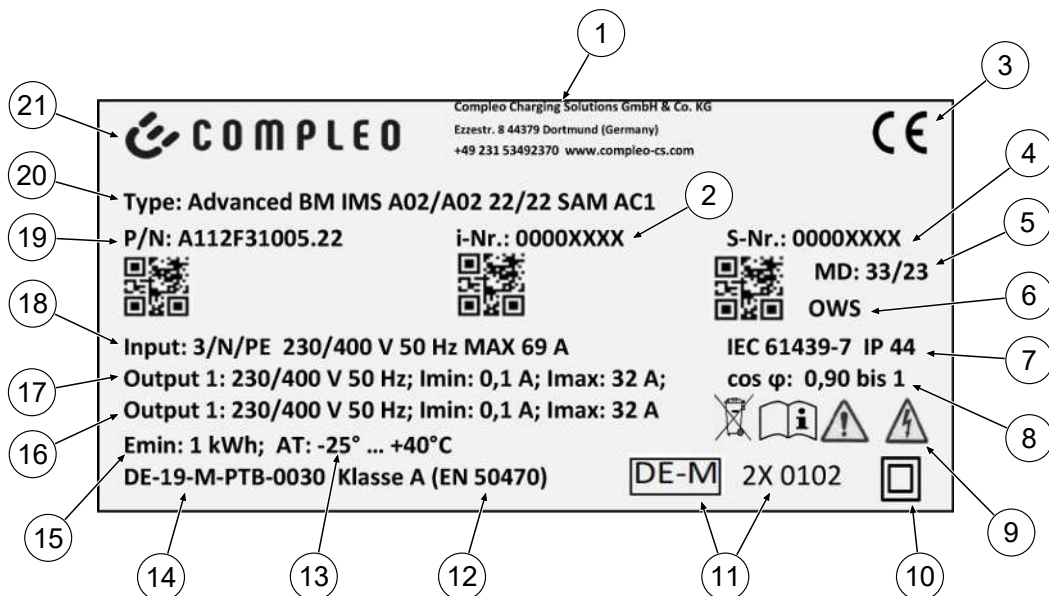 1
3
21
COMPLEO
Compleo Charging Solutions GmbH & Co. KG
Ezzestr. 8 44379 Dortmund (Germany)
+49 231 53492370 www.compleo-cs.com
CE
4
20
Type: Advanced BM IMS A02/A02 22/22 SAM AC1
2
19
P/N: A112F31005.22
i-Nr.: 0000XXXX
S-Nr.: 0000XXXX
5
MD: 33/23
6
OWS
18
Input: 3/N/PE 230/400 V 50 Hz MAX 69 A
IEC 61439-7 IP 44
7
17
Output 1: 230/400 V 50 Hz; Imin: 0,1 A; Imax: 32 A;
cos φ: 0,90 bis 1
16
Output 1: 230/400 V 50 Hz; Imin: 0,1 A; Imax: 32 A
8
Emin: 1 kWh; AT: -25° ... +40°C
15
DE-19-M-PTB-0030 Klasse A (EN 50470)
DE-M
2X 0102
9
14
13
12
11
10